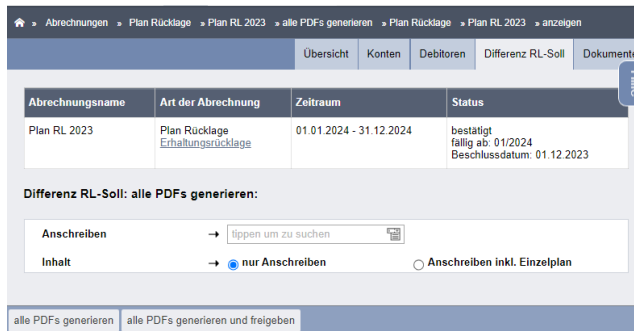 » Abrechnungen » Plan Rücklage » Plan RL 2023 » alle PDFs generieren » Plan Rücklage » Plan RL 2023 » anzeigen
Übersicht Konten Debitoren Differenz RL-Soll Dokumente
Abrechnungsname Art der Abrechnung Zeitraum Status
Plan RL 2023 Plan Rücklage 01.01.2024 - 31.12.2024 bestätigt
Erhaltungsrücklage fällig ab: 01/2024
Beschlussdatum: 01.12.2023
Differenz RL-Soll: alle PDFs generieren:
Anschreiben → tippen um zu suchen
Inhalt → nur Anschreiben Anschreiben inkl. Einzelplan
alle PDFs generieren alle PDFs generieren und freigeben